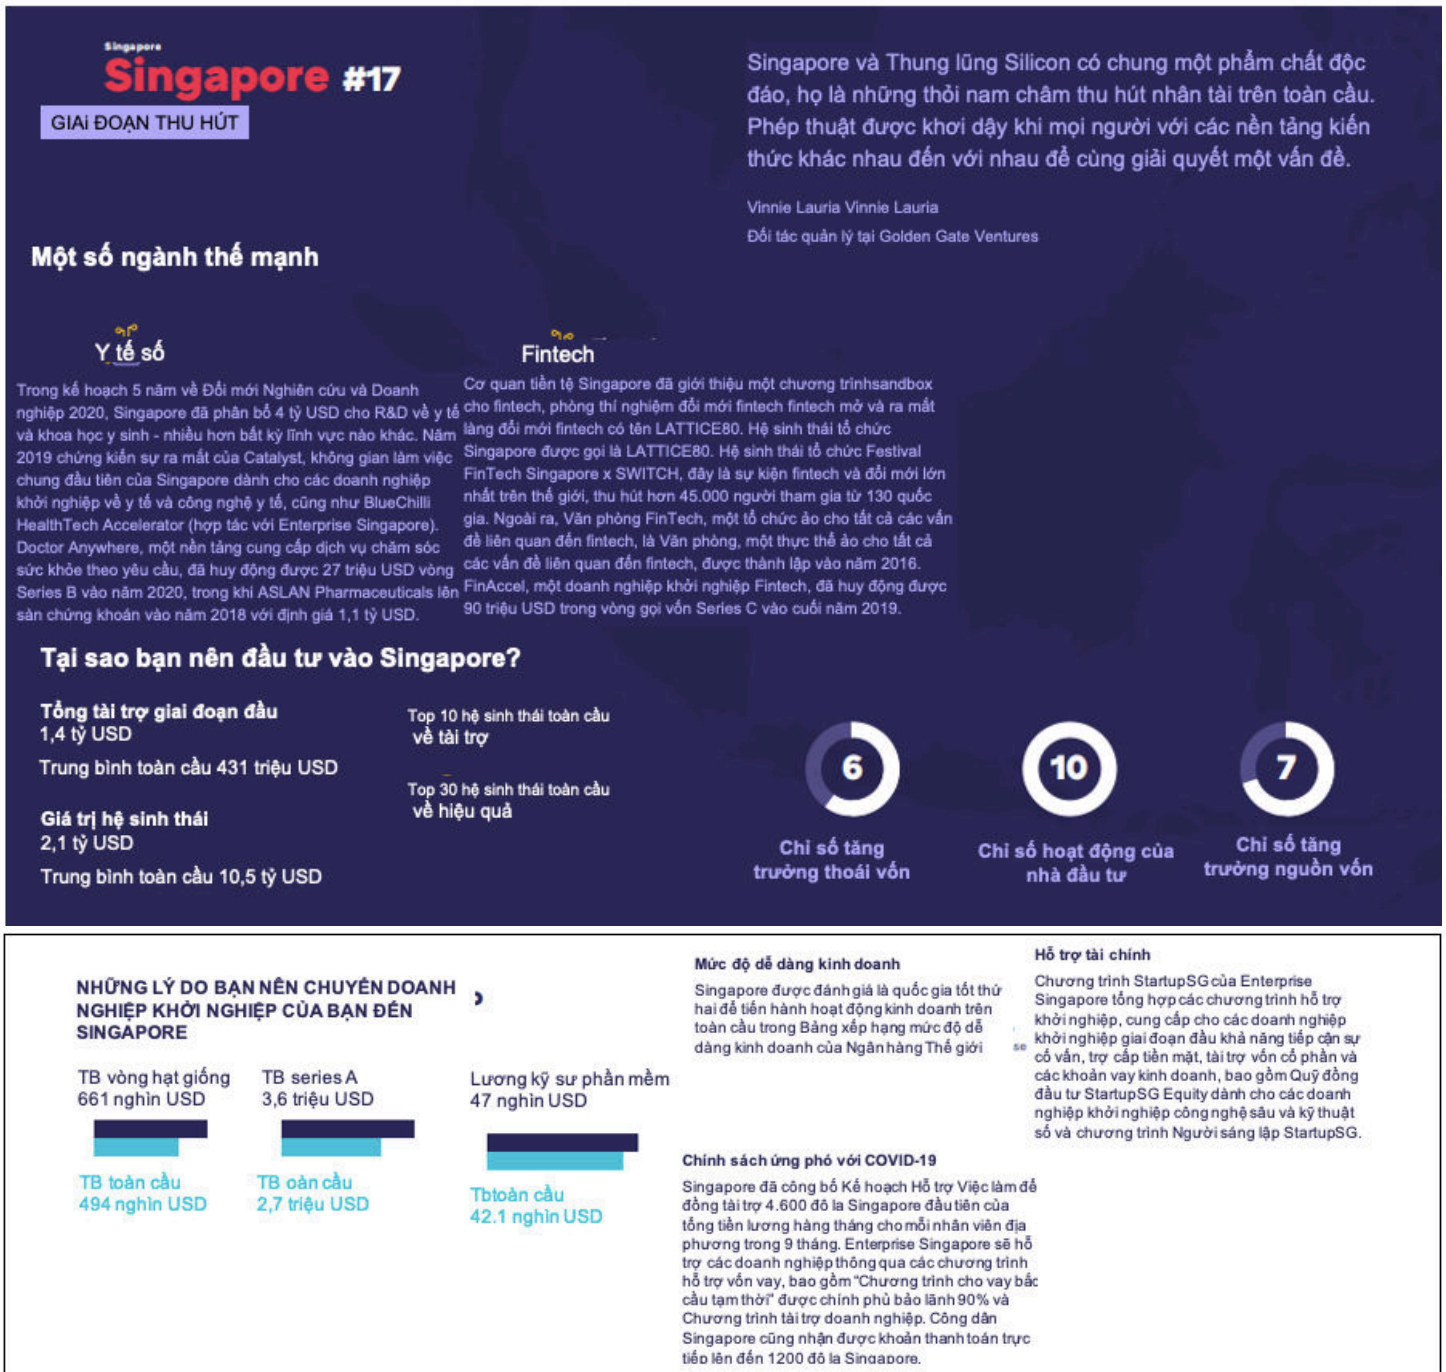 Singapore
Singapore #17
GIAI ĐOẠN THU HÚT
Singapore và Thung lũng Silicon có chung một phẩm chất độc
đáo, họ là những thỏi nam châm thu hút nhân tài trên toàn cầu.
Phép thuật được khơi dậy khi mọi người với các nền tảng kiến
thức khác nhau đến với nhau để cùng giải quyết một vấn đề.
Vinnie Lauria Vinnie Lauria
Đối tác quản lý tại Golden Gate Ventures
Một số ngành thế mạnh
Y tế số
Trong kế hoạch 5 năm về Đổi mới Nghiên cứu và Doanh
nghiệp 2020, Singapore đã phân bổ 4 tỷ USD cho R&D về y tế
và khoa học y sinh - nhiều hơn bất kỳ lĩnh vực nào khác. Năm
2019 chứng kiến sự ra mắt của Catalyst, không gian làm việc
chung đầu tiên của Singapore dành cho các doanh nghiệp
khởi nghiệp về y tế và công nghệ y tế, cũng như BlueChilli
HealthTech Accelerator (hợp tác với Enterprise Singapore).
Doctor Anywhere, một nền tảng cung cấp dịch vụ chăm sóc
sức khỏe theo yêu cầu, đã huy động được 27 triệu USD vòng
Series B vào năm 2020, trong khi ASLAN Pharmaceuticals lên
sàn chứng khoán vào năm 2018 với định giá 1,1 tỷ USD.
Fintech
Cơ quan tiền tệ Singapore đã giới thiệu một chương trìnhsandbox
cho fintech, phòng thí nghiệm đổi mới fintech fintech mở và ra mắt
làng đổi mới fintech có tên LATTICE80. Hệ sinh thái tổ chức
Singapore được gọi là LATTICE80. Hệ sinh thái tổ chức Festival
FinTech Singapore x SWITCH, đây là sự kiện fintech và đổi mới lớn
nhất trên thế giới, thu hút hơn 45.000 người tham gia từ 130 quốc
gia. Ngoài ra, Văn phòng FinTech, một tổ chức ảo cho tất cả các vấn
đề liên quan đến fintech, là Văn phòng, một thực thể ảo cho tất cả
các vấn đề liên quan đến fintech, được thành lập vào năm 2016.
FinAccel, một doanh nghiệp khởi nghiệp Fintech, đã huy động được
90 triệu USD trong vòng gọi vốn Series C vào cuối năm 2019.
Tại sao bạn nên đầu tư vào Singapore?
Tổng tài trợ giai đoạn đầu
1,4 tỷ USD
Trung bình toàn cầu 431 triệu USD
Giá trị hệ sinh thái
2,1 tỷ USD
Trung bình toàn cầu 10,5 tỷ USD
Top 10 hệ sinh thái toàn cầu
về tài trợ
Top 30 hệ sinh thái toàn cầu
về hiệu quả
6
Chỉ số tăng
trưởng thoái vốn
10
Chỉ số hoạt động của
nhà đầu tư
7
Chỉ số tăng
trưởng nguồn vốn
NHỮNG LÝ DO BẠN NÊN CHUYỂN DOANH
NGHIỆP KHỞI NGHIỆP CỦA BẠN ĐẾN
SINGAPORE
TB vòng hạt giống
661 nghìn USD
TB toàn cầu
494 nghìn USD
TB series A
3,6 triệu USD
TB oàn cầu
2,7 triệu USD
Lương kỹ sư phần mềm
47 nghìn USD
Tbtoàn cầu
42.1 nghìn USD
Mức độ dễ dàng kinh doanh
Singapore được đánh giá là quốc gia tốt thứ
hai để tiến hành hoạt động kinh doanh trên
toàn cầu trong Bảng xếp hạng mức độ dễ
dàng kinh doanh của Ngân hàng Thế giới
se
Chính sách ứng phó với COVID-19
Singapore đã công bố Kế hoạch Hỗ trợ Việc làm để
đồng tài trợ 4.600 đô la Singapore đầu tiên của
tổng tiền lương hàng tháng cho mỗi nhân viên địa
phương trong 9 tháng. Enterprise Singapore sẽ hỗ
trợ các doanh nghiệp thông qua các chương trình
hỗ trợ vốn vay, bao gồm "Chương trình cho vay bắc
cầu tạm thời" được chính phủ bảo lãnh 90% và
Chương trình tài trợ doanh nghiệp. Công dân
Singapore cũng nhận được khoản thanh toán trực
tiếp lên đến 1200 đô la Singapore.
Hỗ trợ tài chính
Chương trình StartupSG của Enterprise
Singapore tổng hợp các chương trình hỗ trợ
khởi nghiệp, cung cấp cho các doanh nghiệp
khởi nghiệp giai đoạn đầu khả năng tiếp cận sự
cố vấn, trợ cấp tiền mặt, tài trợ vốn cổ phần và
các khoản vay kinh doanh, bao gồm Quỹ đồng
đầu tư StartupSG Equity dành cho các doanh
nghiệp khởi nghiệp công nghệ sâu và kỹ thuật
số và chương trình Người sáng lập StartupSG.